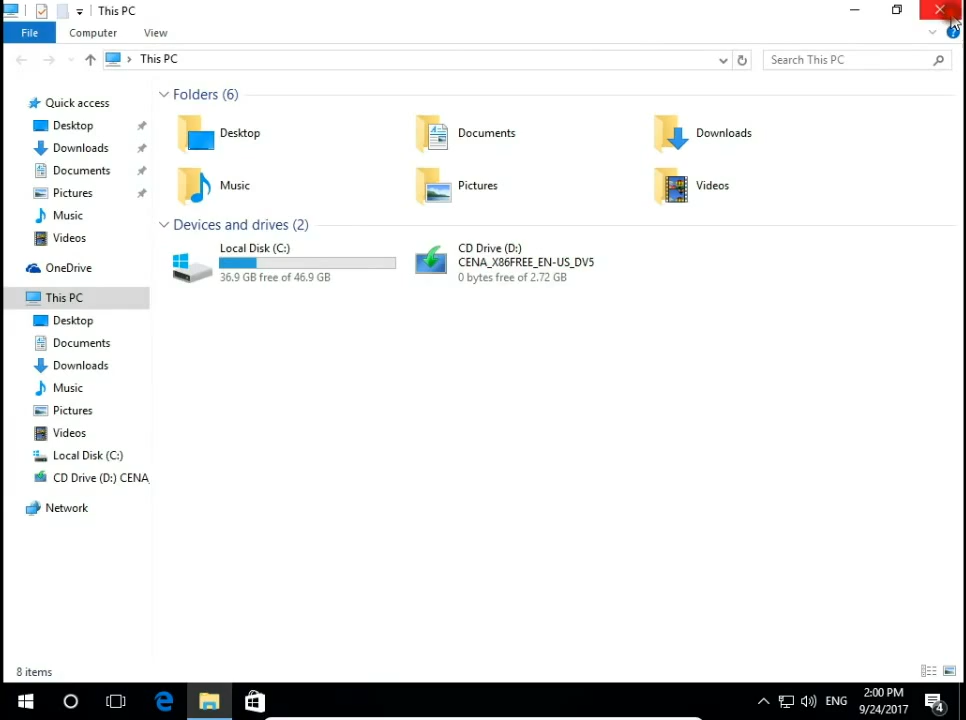 This PC
File
Computer
View
This PC
Search This PC
Quick access
Desktop
Downloads
Documents
Pictures
Music
Videos
OneDrive
This PC
Desktop
Documents
Downloads
Music
Pictures
Videos
Local Disk (C:)
CD Drive (D:) CENA_
Network
Folders (6)
Desktop
Documents
Downloads
Music
Pictures
Videos
Devices and drives (2)
Local Disk (C:)
36.9 GB free of 46.9 GB
CD Drive (D:)
CENA_X86FREE_EN-US_DV5
0 bytes free of 2.72 GB
8 items
ENG
2:00 PM
9/24/2017
4